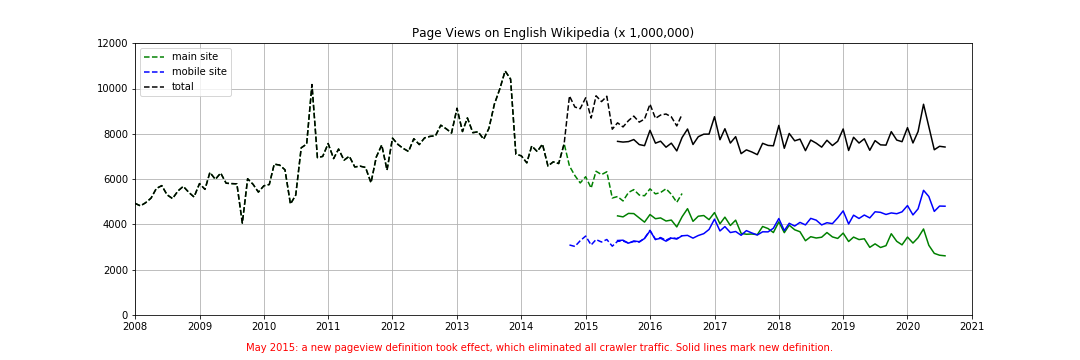 Page Views on English Wikipedia (x 1,000,000)
12000
10000
8000
6000
4000
2000
0
main site
mobile site
total
2008 2009 2010 2011 2012 2013 2014 2015 2016 2017 2018 2019 2020 2021
May 2015: a new pageview definition took effect, which eliminated all crawler traffic. Solid lines mark new definition.